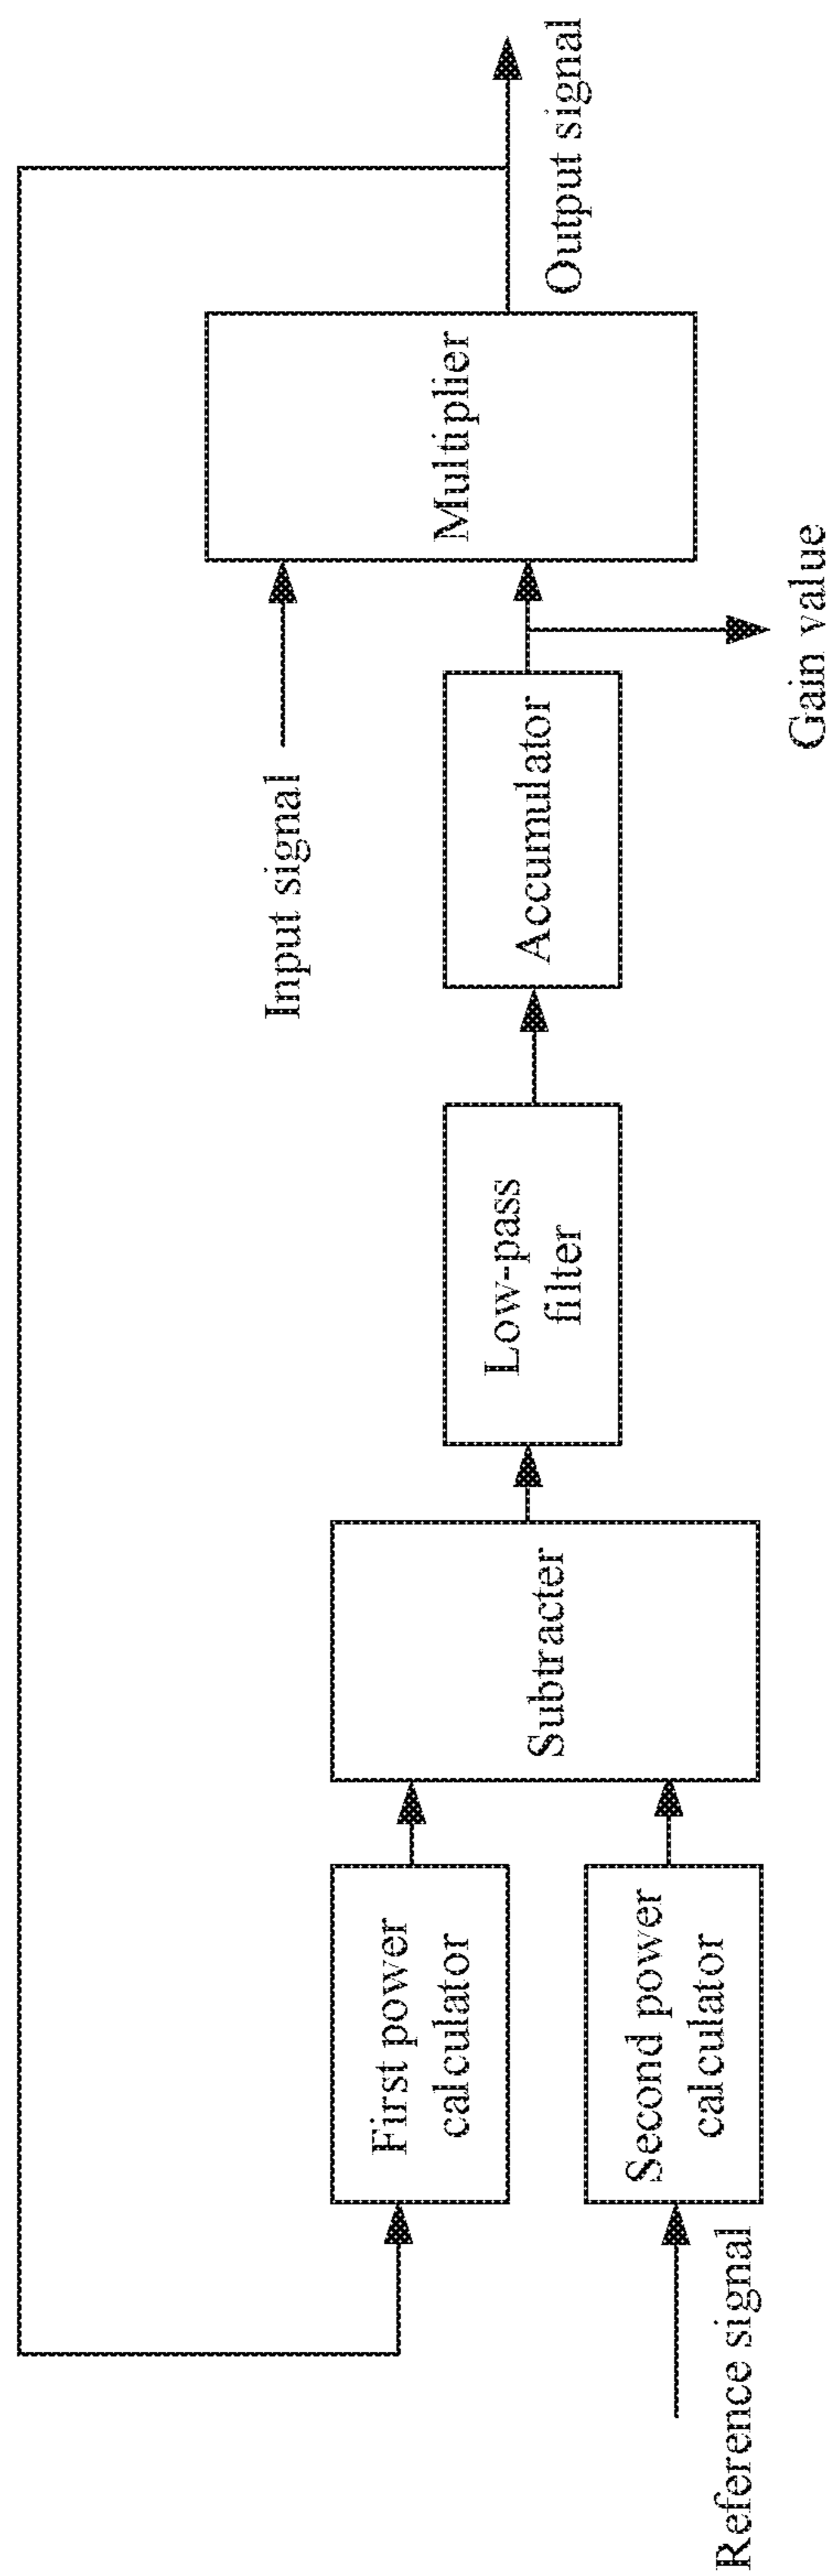 Reference signal
First power
calculator
Second power
calculator
Subtracter
Low-pass
filter
Input signal
Accumulator
Gain value
Multiplier
Output signal